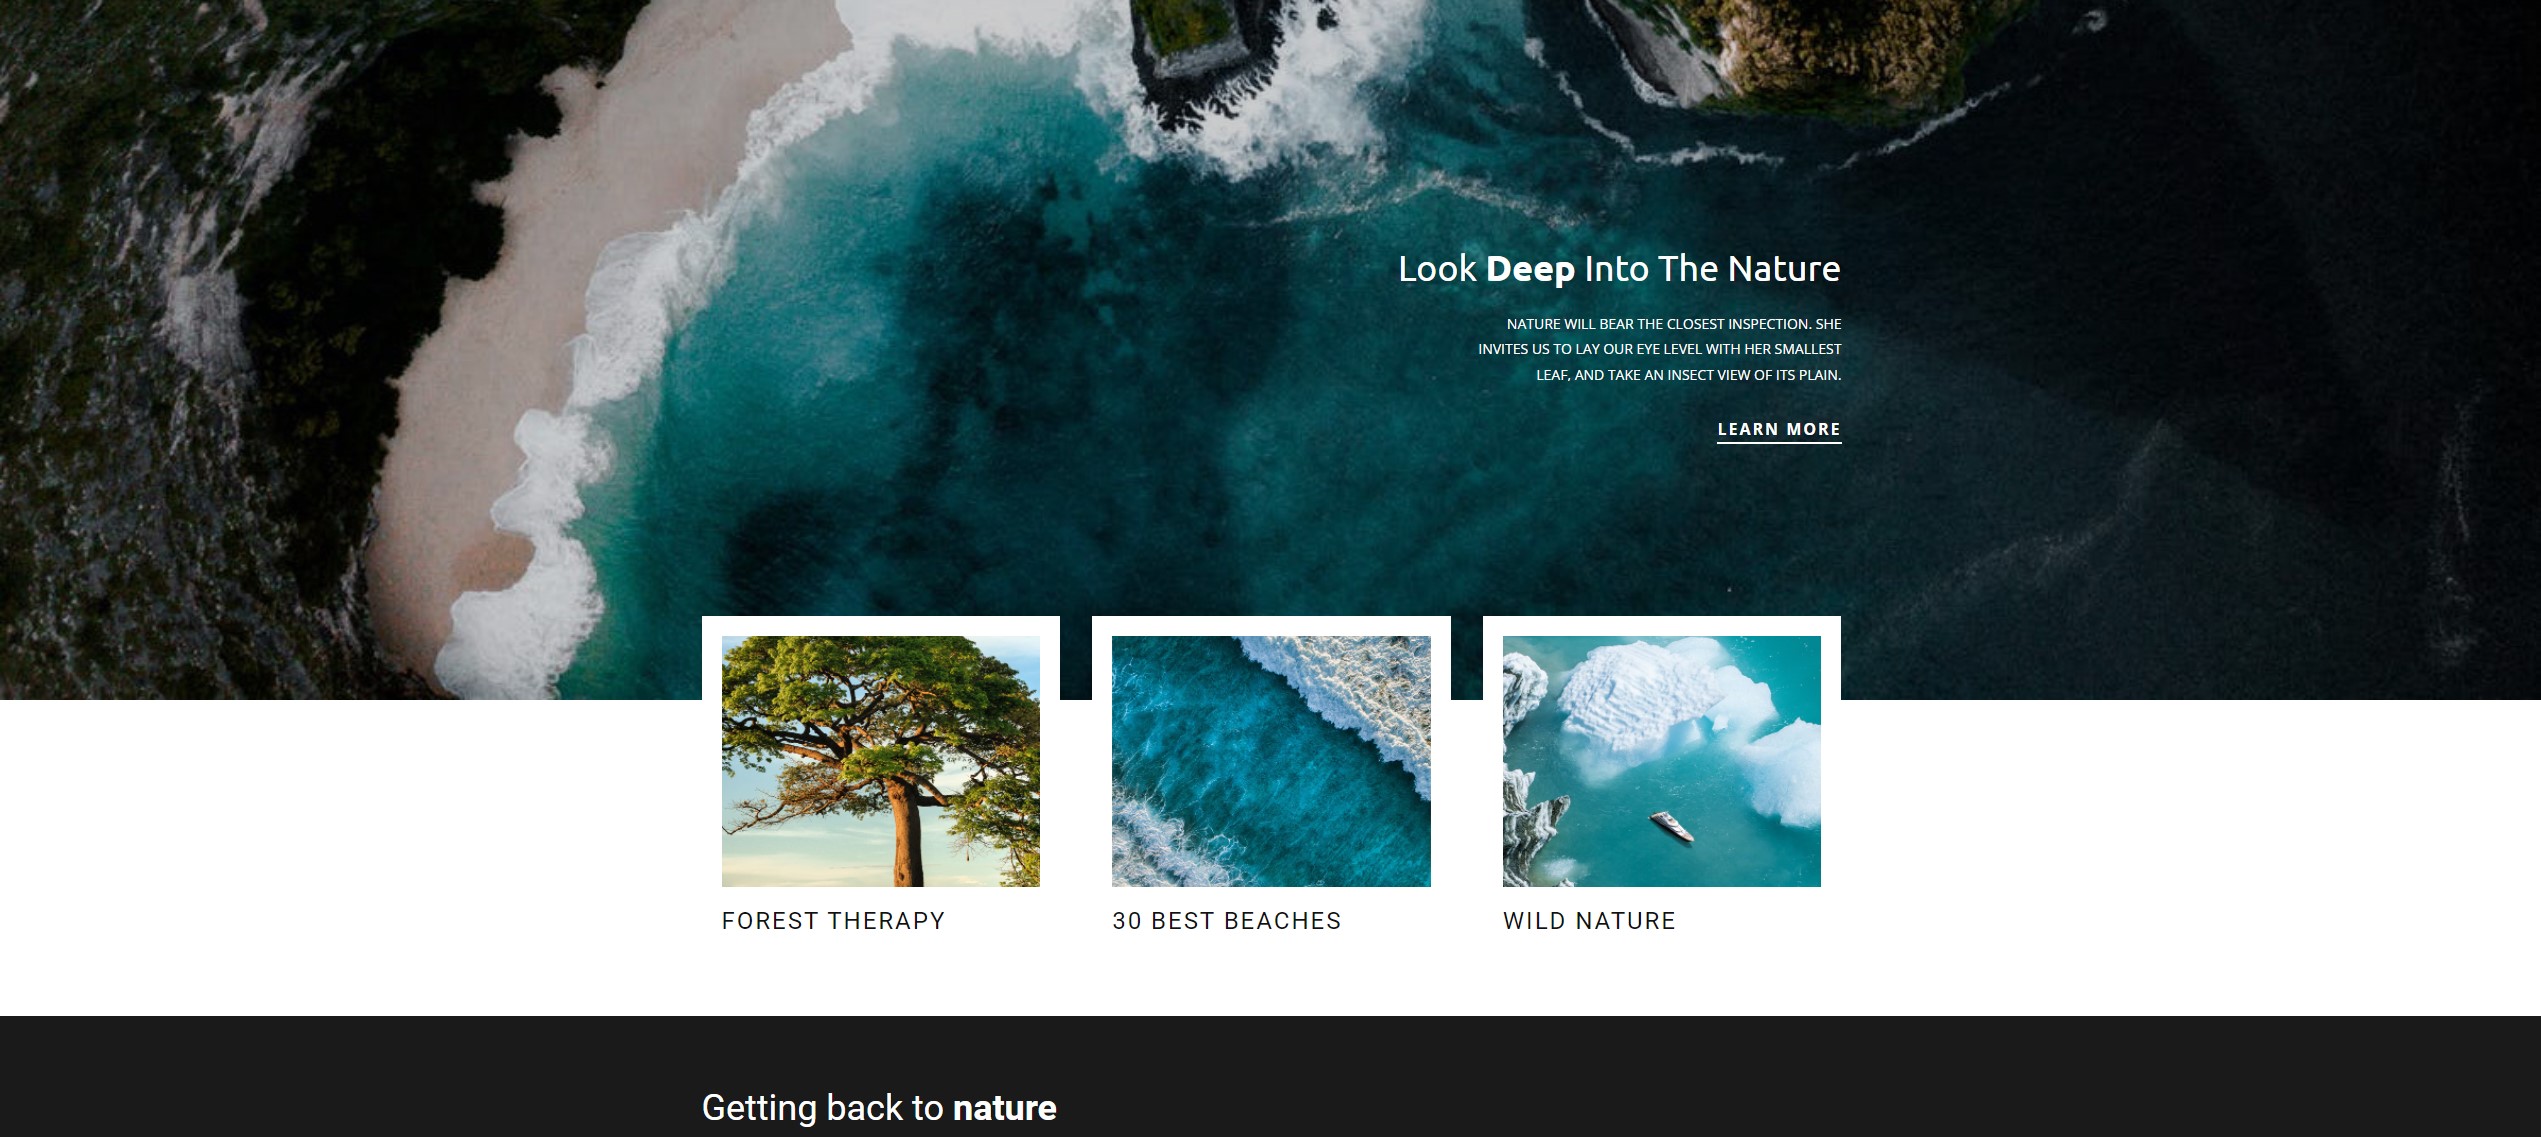 Look Deep Into The Nature
NATURE WILL BEAR THE CLOSEST INSPECTION. SHE
INVITES US TO LAY OUR EYE LEVEL WITH HER SMALLEST
LEAF, AND TAKE AN INSECT VIEW OF ITS PLAIN.
LEARN MORE
FOREST THERAPY
30 BEST BEACHES
WILD NATURE
Getting back to nature